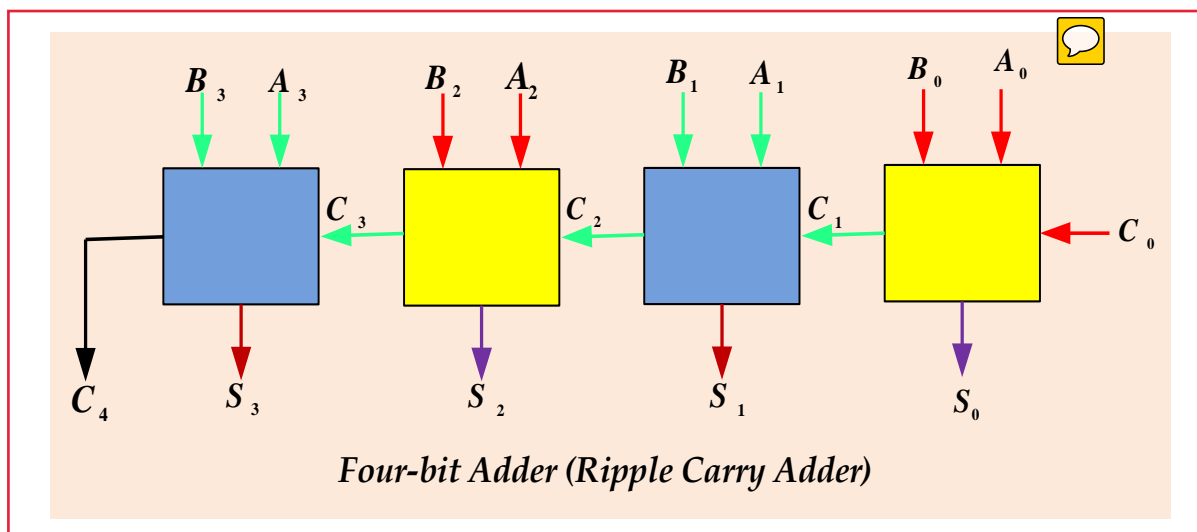 B₃ A₃ B₂ A₂ B₁ A₁ B₀ A₀
C₃ C₂ C₁ C₀
C₄ S₃ S₂ S₁ S₀
Four-bit Adder (Ripple Carry Adder)